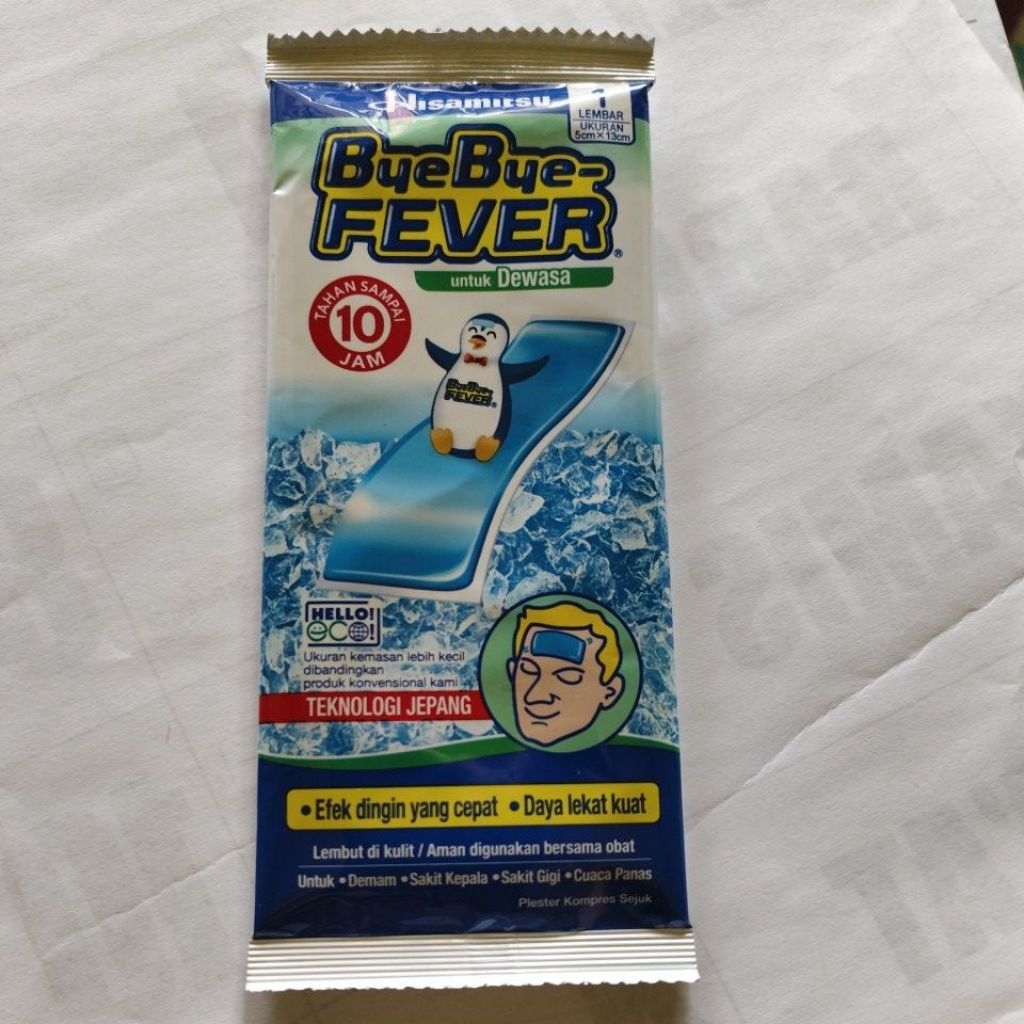 Hisamitsu
1
LEMBAR
UKURAN
5cm × 13cm
ByeBye-
FEVER®
untuk Dewasa
TAHAN SAMPAI
10
JAM
ByeBye-
FEVER®
HELLO!
eco!
Ukuran kemasan lebih kecil
dibandingkan
produk konvensional kami
TEKNOLOGI JEPANG
• Efek dingin yang cepat • Daya lekat kuat
Lembut di kulit / Aman digunakan bersama obat
Untuk • Demam • Sakit Kepala • Sakit Gigi • Cuaca Panas
Plester Kompres Sejuk